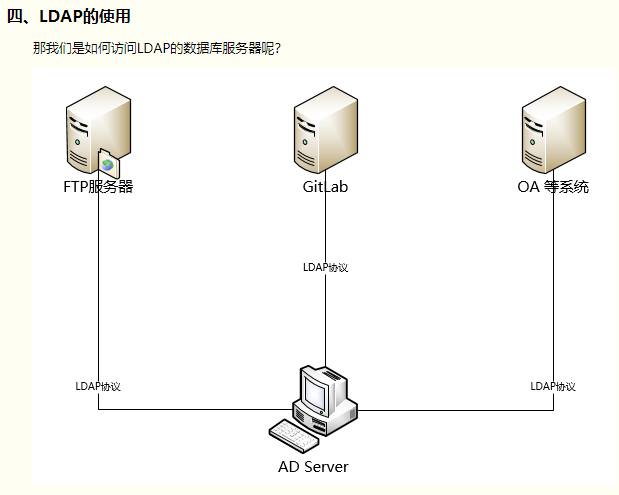 四、LDAP的使用
那我们是如何访问LDAP的数据库服务器呢?
FTP服务器
GitLab
OA 等系统
LDAP协议
LDAP协议
LDAP协议
AD Server